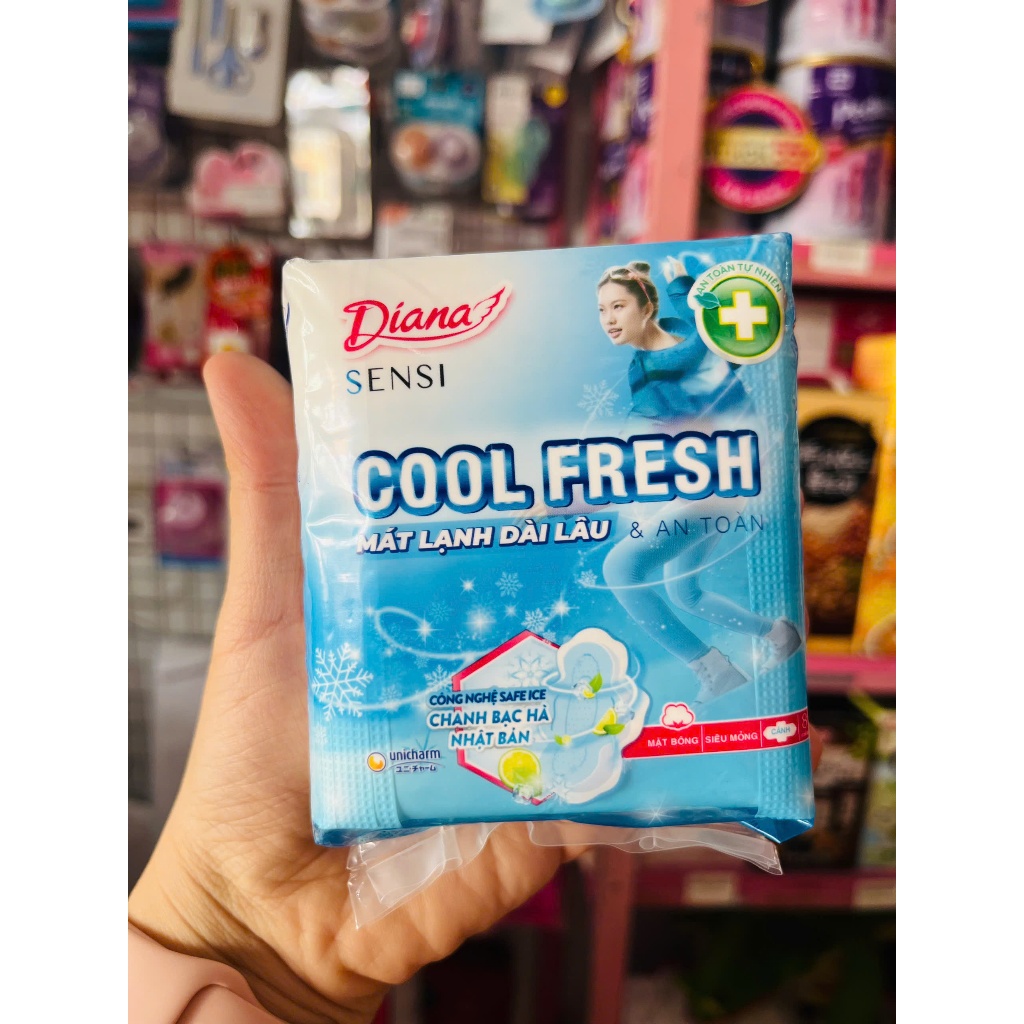 Diana
SENSI
AN TOÀN TỰ NHIÊN
COOL FRESH
MÁT LẠNH DÀI LÂU & AN TOÀN
CÔNG NGHỆ SAFE ICE
CHANH BẠC HÀ
NHẬT BẢN
unicharm
ユニ・チャーム
MẶT BÔNG SIÊU MỎNG CÁNH 8